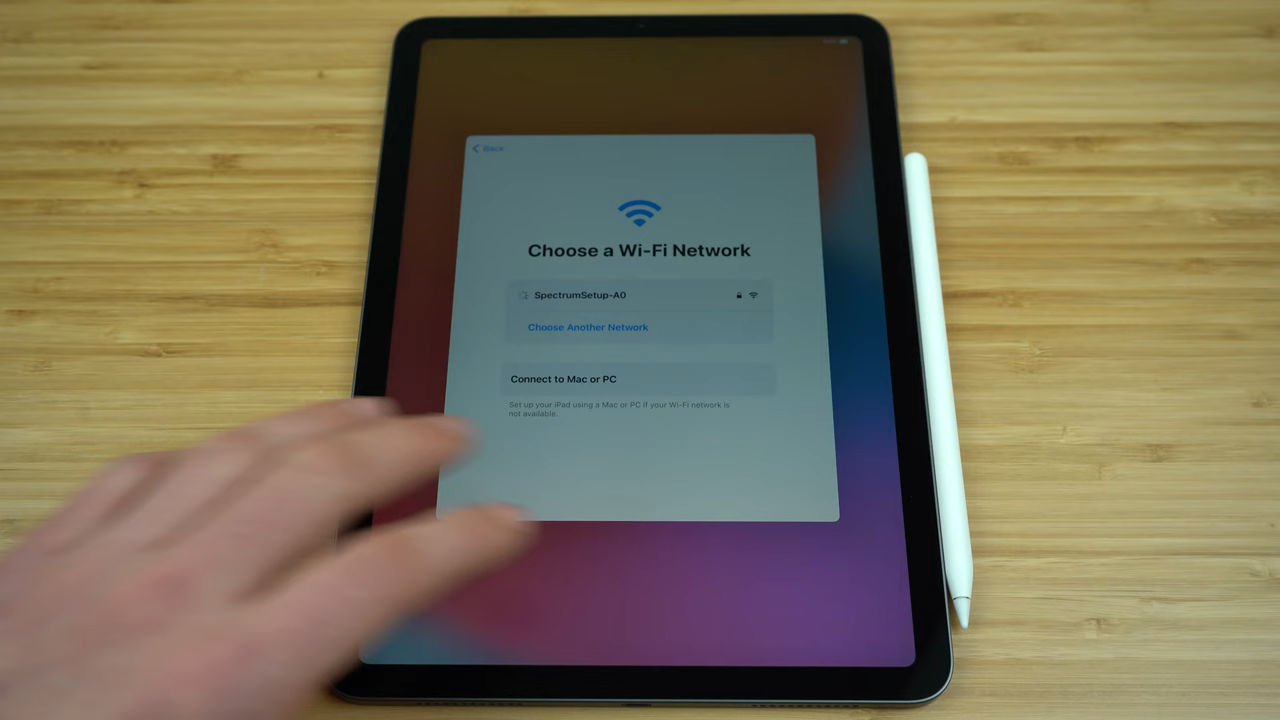 Back
Choose a Wi-Fi Network
SpectrumSetup-A0
Choose Another Network
Connect to Mac or PC
Set up your iPad using a Mac or PC if your Wi-Fi network is
not available.